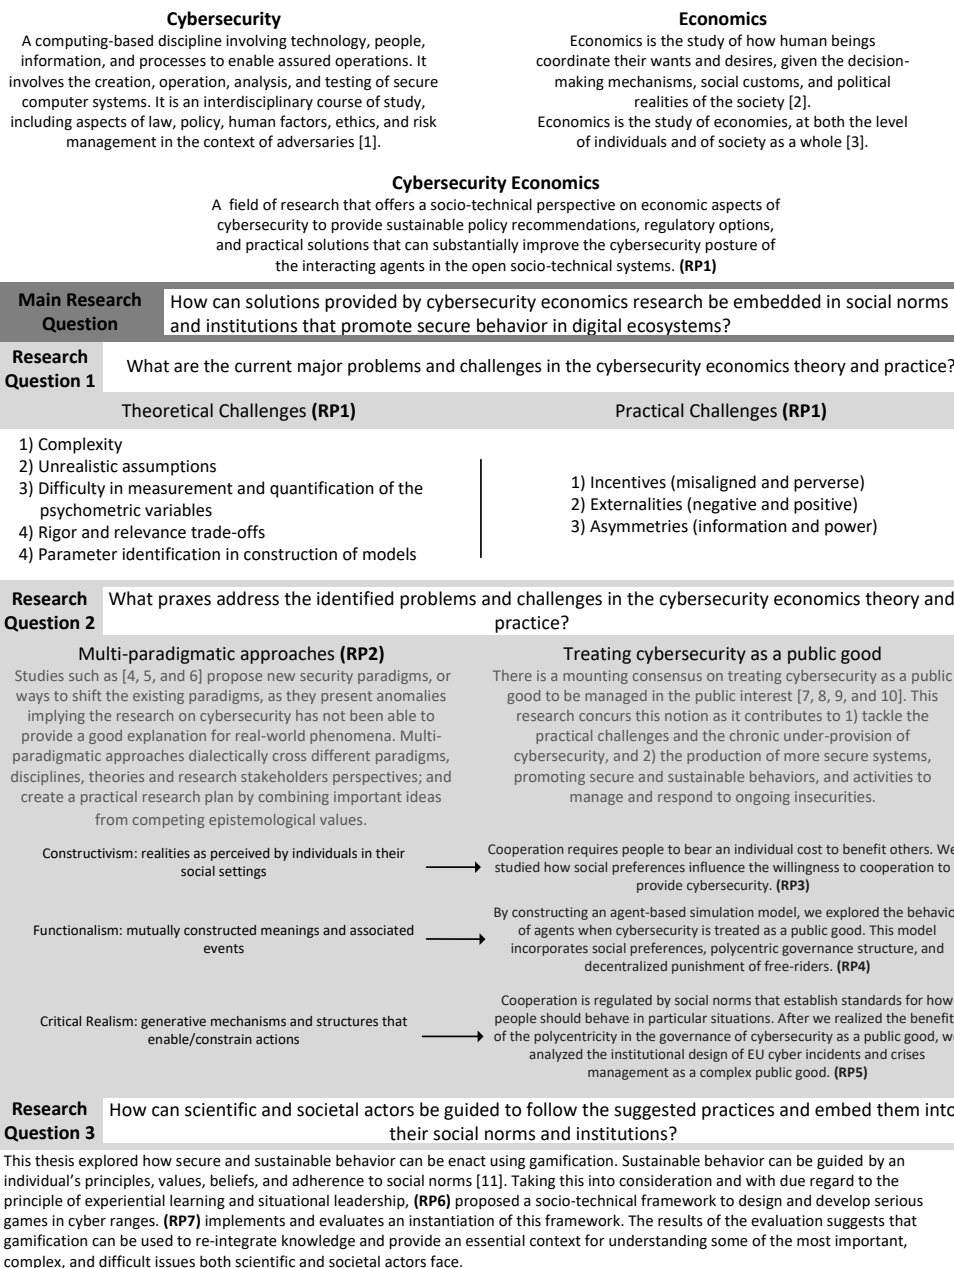 Cybersecurity
A computing-based discipline involving technology, people,
information, and processes to enable assured operations. It
involves the creation, operation, analysis, and testing of secure
computer systems. It is an interdisciplinary course of study,
including aspects of law, policy, human factors, ethics, and risk
management in the context of adversaries [1].
Economics
Economics is the study of how human beings
coordinate their wants and desires, given the decision-
making mechanisms, social customs, and political
realities of the society [2].
Economics is the study of economies, at both the level
of individuals and of society as a whole [3].
Cybersecurity Economics
A field of research that offers a socio-technical perspective on economic aspects of
cybersecurity to provide sustainable policy recommendations, regulatory options,
and practical solutions that can substantially improve the cybersecurity posture of
the interacting agents in the open socio-technical systems. (RP1)
Main Research
Question
How can solutions provided by cybersecurity economics research be embedded in social norms
and institutions that promote secure behavior in digital ecosystems?
Research
Question 1
What are the current major problems and challenges in the cybersecurity economics theory and practice?
Theoretical Challenges (RP1)
1) Complexity
2) Unrealistic assumptions
3) Difficulty in measurement and quantification of the
psychometric variables
4) Rigor and relevance trade-offs
4) Parameter identification in construction of models
Practical Challenges (RP1)
1) Incentives (misaligned and perverse)
2) Externalities (negative and positive)
3) Asymmetries (information and power)
Research
Question 2
What praxes address the identified problems and challenges in the cybersecurity economics theory and
practice?
Multi-paradigmatic approaches (RP2)
Studies such as [4, 5, and 6] propose new security paradigms, or
ways to shift the existing paradigms, as they present anomalies
implying the research on cybersecurity has not been able to
provide a good explanation for real-world phenomena. Multi-
paradigmatic approaches dialectically cross different paradigms,
disciplines, theories and research stakeholders perspectives; and
create a practical research plan by combining important ideas
from competing epistemological values.
Treating cybersecurity as a public good
There is a mounting consensus on treating cybersecurity as a public
good to be managed in the public interest [7, 8, 9, and 10]. This
research concurs this notion as it contributes to 1) tackle the
practical challenges and the chronic under-provision of
cybersecurity, and 2) the production of more secure systems,
promoting secure and sustainable behaviors, and activities to
manage and respond to ongoing insecurities.
Constructivism: realities as perceived by individuals in their
social settings
Cooperation requires people to bear an individual cost to benefit others. We
studied how social preferences influence the willingness to cooperation to
provide cybersecurity. (RP3)
Functionalism: mutually constructed meanings and associated
events
By constructing an agent-based simulation model, we explored the behavio
of agents when cybersecurity is treated as a public good. This model
incorporates social preferences, polycentric governance structure, and
decentralized punishment of free-riders. (RP4)
Critical Realism: generative mechanisms and structures that
enable/constrain actions
Cooperation is regulated by social norms that establish standards for how
people should behave in particular situations. After we realized the benefit
of the polycentricity in the governance of cybersecurity as a public good, we
analyzed the institutional design of EU cyber incidents and crises
management as a complex public good. (RP5)
Research
Question 3
How can scientific and societal actors be guided to follow the suggested practices and embed them into
their social norms and institutions?
This thesis explored how secure and sustainable behavior can be enact using gamification. Sustainable behavior can be guided by an
individual's principles, values, beliefs, and adherence to social norms [11]. Taking this into consideration and with due regard to the
principle of experiential learning and situational leadership, (RP6) proposed a socio-technical framework to design and develop serious
games in cyber ranges. (RP7) implements and evaluates an instantiation of this framework. The results of the evaluation suggests that
gamification can be used to re-integrate knowledge and provide an essential context for understanding some of the most important,
complex, and difficult issues both scientific and societal actors face.